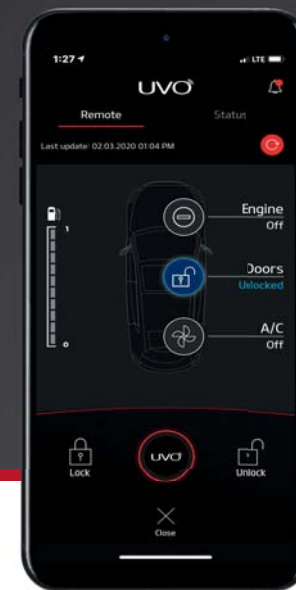 1:27
LTE
UVO
Remote
Status
Last update: 02.03.2020 01:04 PM
1
Engine
Off
Doors
Unlocked
A/C
Off
0
UVO
Lock
Unlock
Close